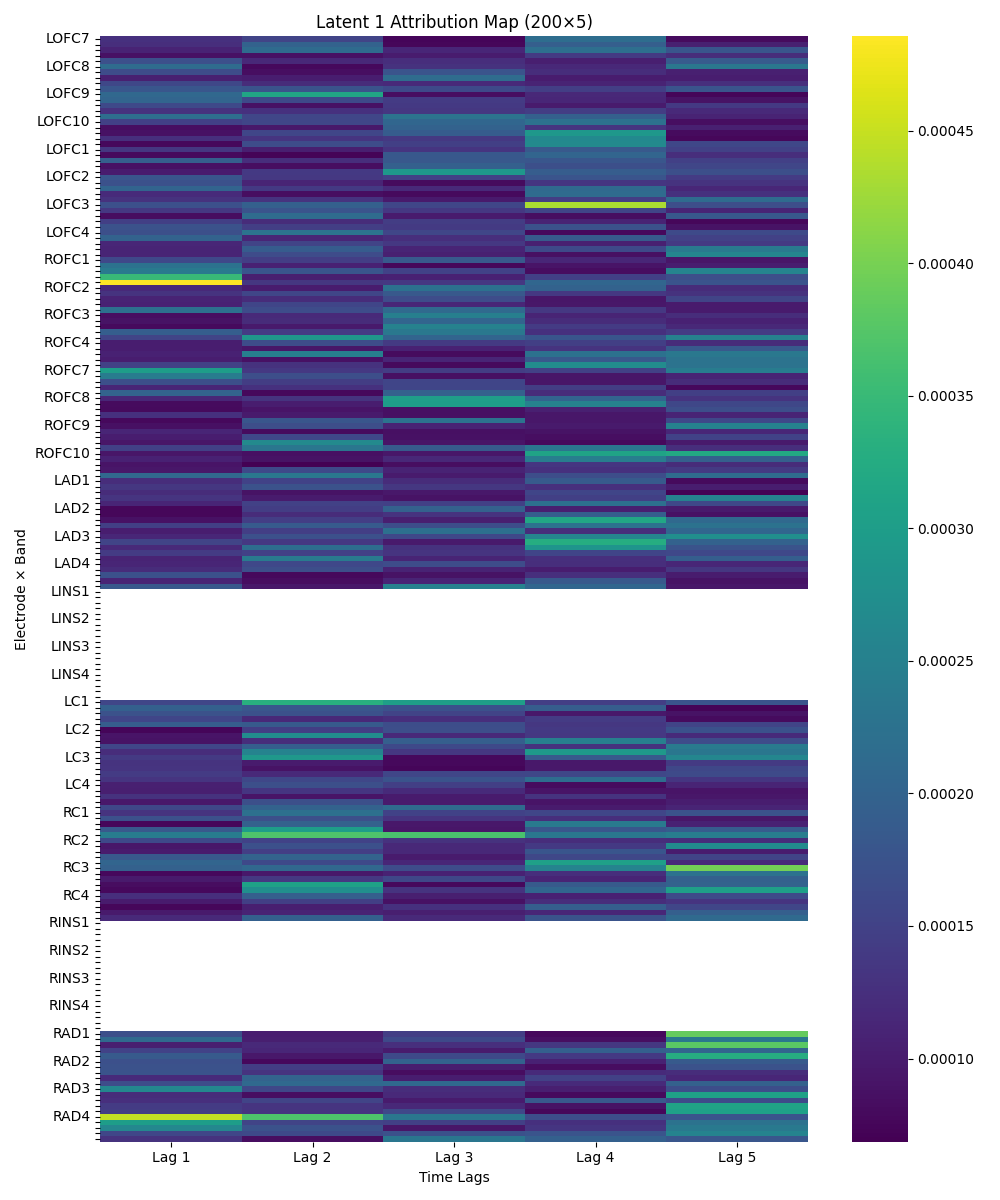 Latent 1 Attribution Map (200×5)
LOFC7
LOFC8
LOFC9
LOFC10
LOFC1
LOFC2
LOFC3
LOFC4
ROFC1
ROFC2
ROFC3
ROFC4
ROFC7
ROFC8
ROFC9
ROFC10
LAD1
LAD2
LAD3
LAD4
LINS1
LINS2
LINS3
LINS4
LC1
LC2
LC3
LC4
RC1
RC2
RC3
RC4
RINS1
RINS2
RINS3
RINS4
RAD1
RAD2
RAD3
RAD4
Electrode × Band
Lag 1 Lag 2 Lag 3 Lag 4 Lag 5
Time Lags
0.00045
0.00040
0.00035
0.00030
0.00025
0.00020
0.00015
0.00010